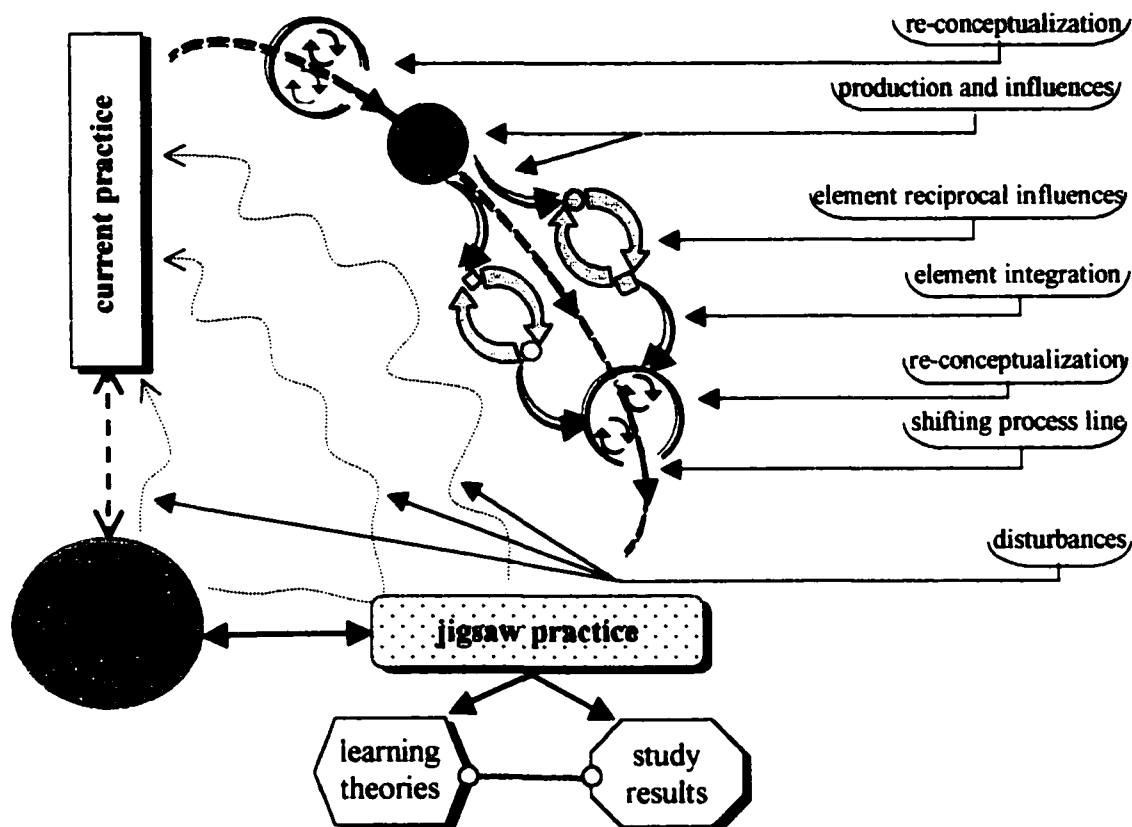 re-conceptualization
production and influences
current practice
element reciprocal influences
element integration
re-conceptualization
shifting process line
disturbances
jigsaw practice
learning
theories
study
results